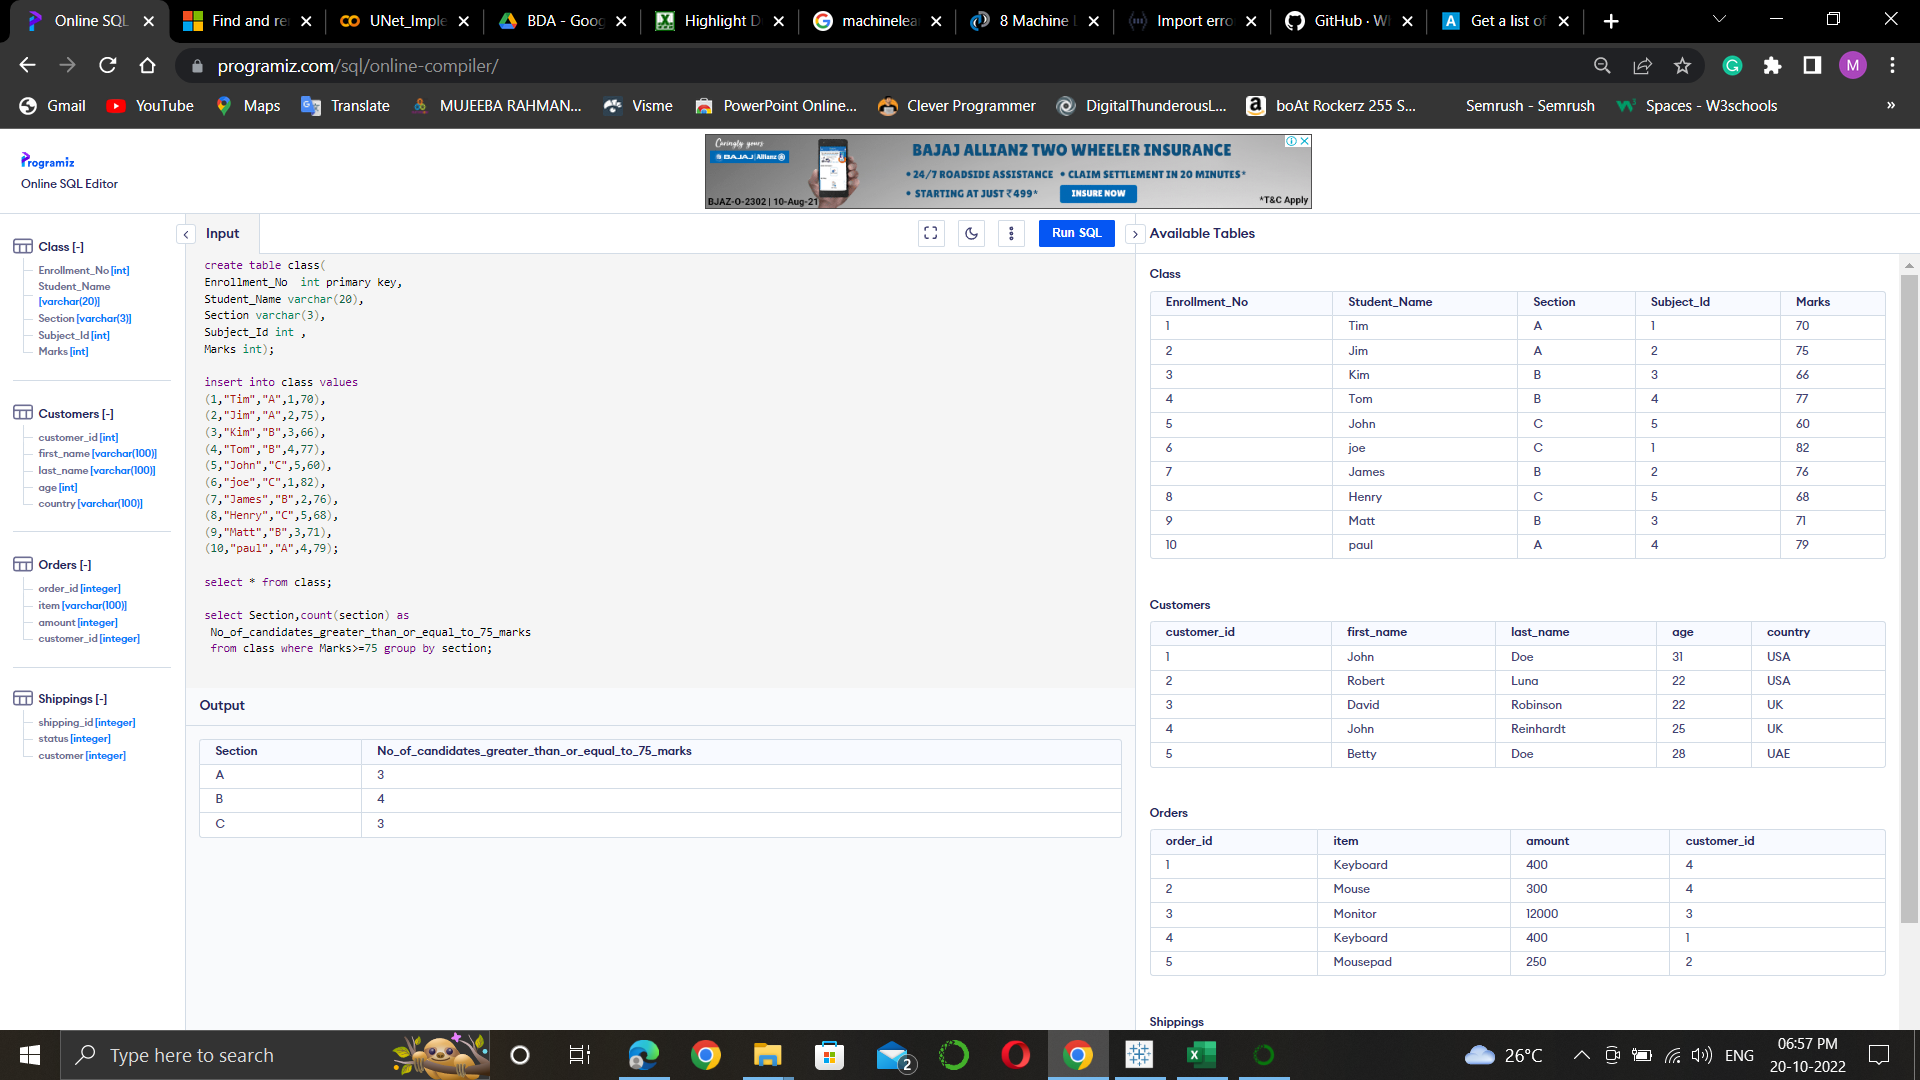 Online SQL
Find and re
UNet_Imple
BDA - Goog
Highlight D
machinelea
8 Machine L
Import erro
GitHub · W
Get a list of
programiz.com/sql/online-compiler/
M
Gmail
YouTube
Maps
Translate
MUJEEBA RAHMAN...
Visme
PowerPoint Online...
Clever Programmer
DigitalThunderousL...
boAt Rockerz 255 S...
Semrush - Semrush
Spaces - W3schools
»
Programiz
Online SQL Editor
Caringly yours
BAJAJ Allianz
BJAZ-O-2302 | 10-Aug-21
BAJAJ ALLIANZ TWO WHEELER INSURANCE
• 24/7 ROADSIDE ASSISTANCE • CLAIM SETTLEMENT IN 20 MINUTES*
• STARTING AT JUST ₹499* INSURE NOW
*T&C Apply
Class [-]
Enrollment_No [int]
Student_Name
[varchar(20)]
Section [varchar(3)]
Subject_Id [int]
Marks [int]
Customers [-]
customer_id [int]
first_name [varchar(100)]
last_name [varchar(100)]
age [int]
country [varchar(100)]
Orders [-]
order_id [integer]
item [varchar(100)]
amount [integer]
customer_id [integer]
Shippings [-]
shipping_id [integer]
status [integer]
customer [integer]
Input
Run SQL
create table class(
Enrollment_No  int primary key,
Student_Name varchar(20),
Section varchar(3),
Subject_Id int ,
Marks int);
insert into class values
(1,"Tim","A",1,70),
(2,"Jim","A",2,75),
(3,"Kim","B",3,66),
(4,"Tom","B",4,77),
(5,"John","C",5,60),
(6,"joe","C",1,82),
(7,"James","B",2,76),
(8,"Henry","C",5,68),
(9,"Matt","B",3,71),
(10,"paul","A",4,79);
select * from class;
select Section,count(section) as
No_of_candidates_greater_than_or_equal_to_75_marks
from class where Marks>=75 group by section;
Output
Section No_of_candidates_greater_than_or_equal_to_75_marks
A 3
B 4
C 3
Available Tables
Class
Enrollment_No Student_Name Section Subject_Id Marks
1 Tim A 1 70
2 Jim A 2 75
3 Kim B 3 66
4 Tom B 4 77
5 John C 5 60
6 joe C 1 82
7 James B 2 76
8 Henry C 5 68
9 Matt B 3 71
10 paul A 4 79
Customers
customer_id first_name last_name age country
1 John Doe 31 USA
2 Robert Luna 22 USA
3 David Robinson 22 UK
4 John Reinhardt 25 UK
5 Betty Doe 28 UAE
Orders
order_id item amount customer_id
1 Keyboard 400 4
2 Mouse 300 4
3 Monitor 12000 3
4 Keyboard 400 1
5 Mousepad 250 2
Shippings
Type here to search
2
26°C
ENG
06:57 PM
20-10-2022